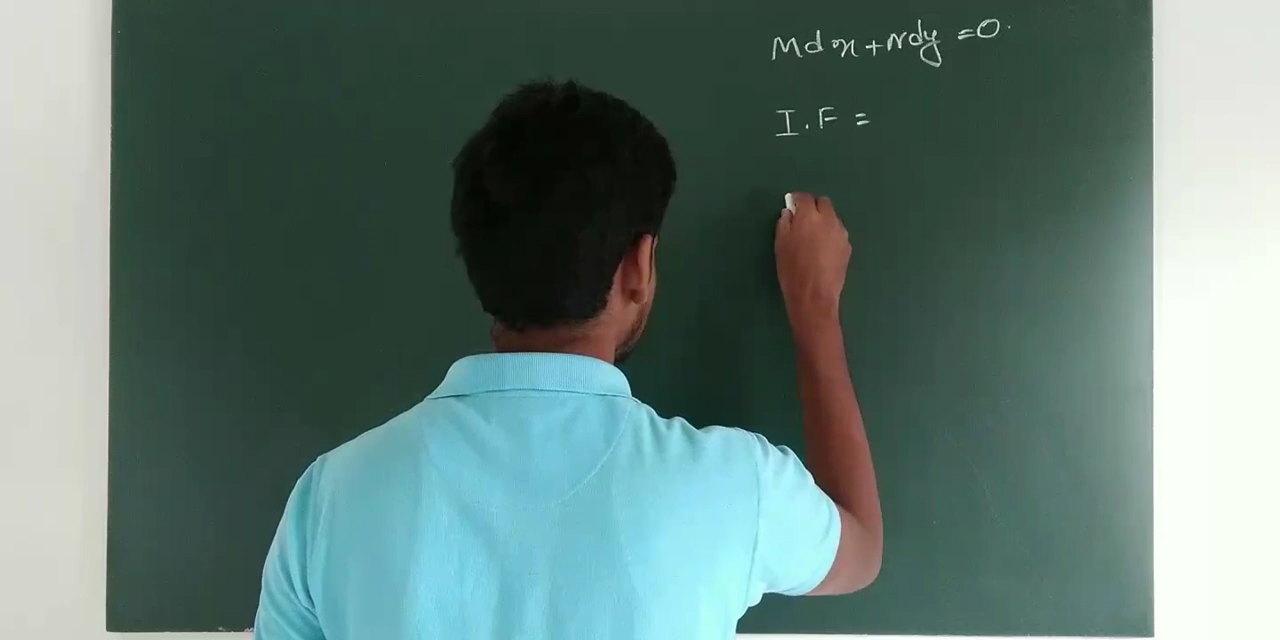 Mdx+Ndy =0.
I.F =